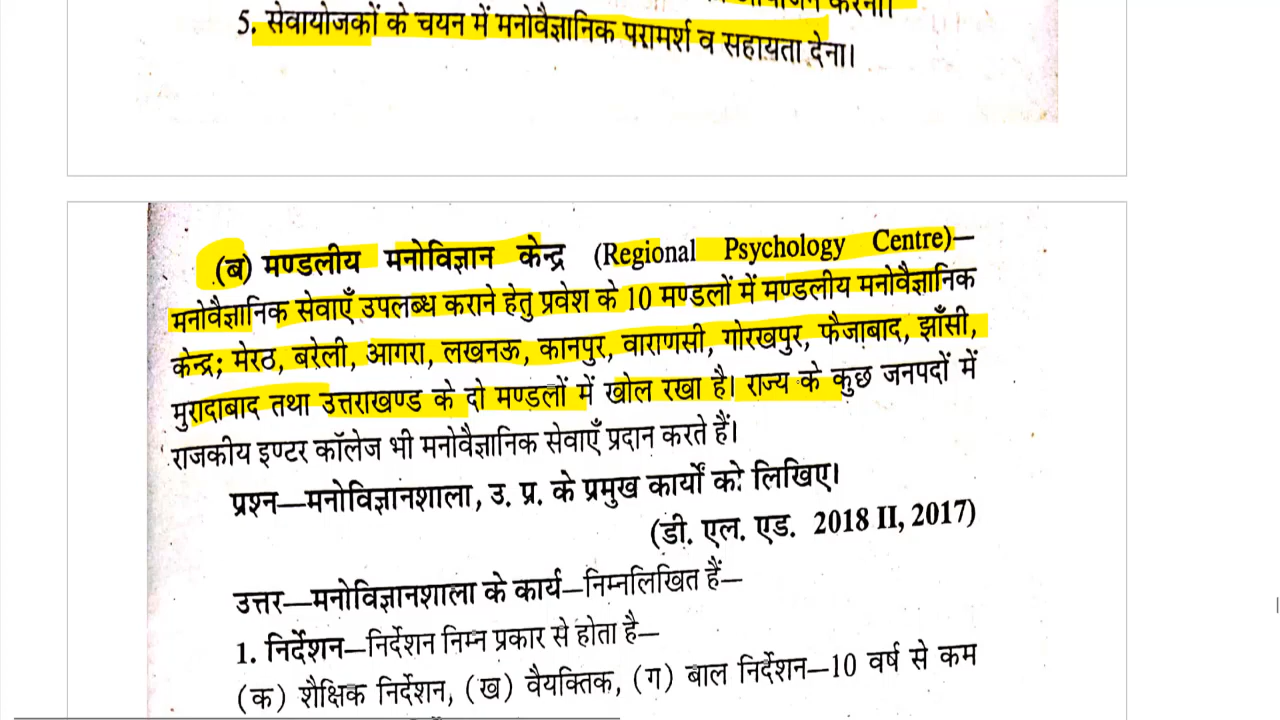 करना।
5. सेवायोजकों के चयन में मनोवैज्ञानिक परामर्श व सहायता देना।
(ब) मण्डलीय मनोविज्ञान केन्द्र (Regional Psychology Centre)—
मनोवैज्ञानिक सेवाएँ उपलब्ध कराने हेतु प्रवेश के 10 मण्डलों में मण्डलीय मनोवैज्ञानिक
केन्द्र; मेरठ, बरेली, आगरा, लखनऊ, कानपुर, वाराणसी, गोरखपुर, फैजाबाद, झाँसी,
मुरादाबाद तथा उत्तराखण्ड के दो मण्डलों में खोल रखा है। राज्य के कुछ जनपदों में
राजकीय इण्टर कॉलेज भी मनोवैज्ञानिक सेवाएँ प्रदान करते हैं।
प्रश्न—मनोविज्ञानशाला, उ. प्र. के प्रमुख कार्यों को लिखिए।
(डी. एल. एड. 2018 II, 2017)
उत्तर—मनोविज्ञानशाला के कार्य—निम्नलिखित हैं—
1. निर्देशन—निर्देशन निम्न प्रकार से होता है—
(क) शैक्षिक निर्देशन, (ख) वैयक्तिक, (ग) बाल निर्देशन—10 वर्ष से कम